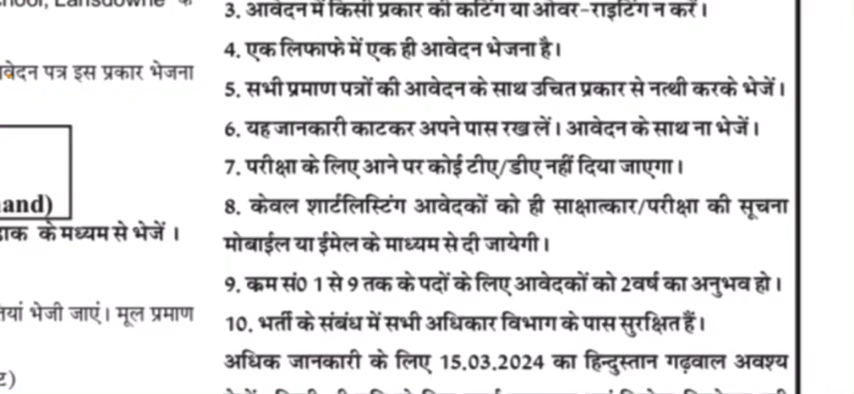 hool, Lansdowne
3. आवेदन में किसी प्रकार की कटिंग या ओवर-राइटिंग न करें।
4. एक लिफाफे में एक ही आवेदन भेजना है।
वेदन पत्र इस प्रकार भेजना
5. सभी प्रमाण पत्रों की आवेदन के साथ उचित प्रकार से नत्थी करके भेजें।
6. यह जानकारी काटकर अपने पास रख लें। आवेदन के साथ ना भेजें।
7. परीक्षा के लिए आने पर कोई टीए/डीए नहीं दिया जाएगा।
and)
8. केवल शार्टलिस्टिंग आवेदकों को ही साक्षात्कार/परीक्षा की सूचना
डाक के मध्यम से भेजें।
मोबाईल या ईमेल के माध्यम से दी जायेगी।
9. क्रम सं0 1 से 9 तक के पदों के लिए आवेदकों को 2वर्ष का अनुभव हो।
तियां भेजी जाएं। मूल प्रमाण
10. भर्ती के संबंध में सभी अधिकार विभाग के पास सुरक्षित हैं।
अधिक जानकारी के लिए 15.03.2024 का हिन्दुस्तान गढ़वाल अवश्य